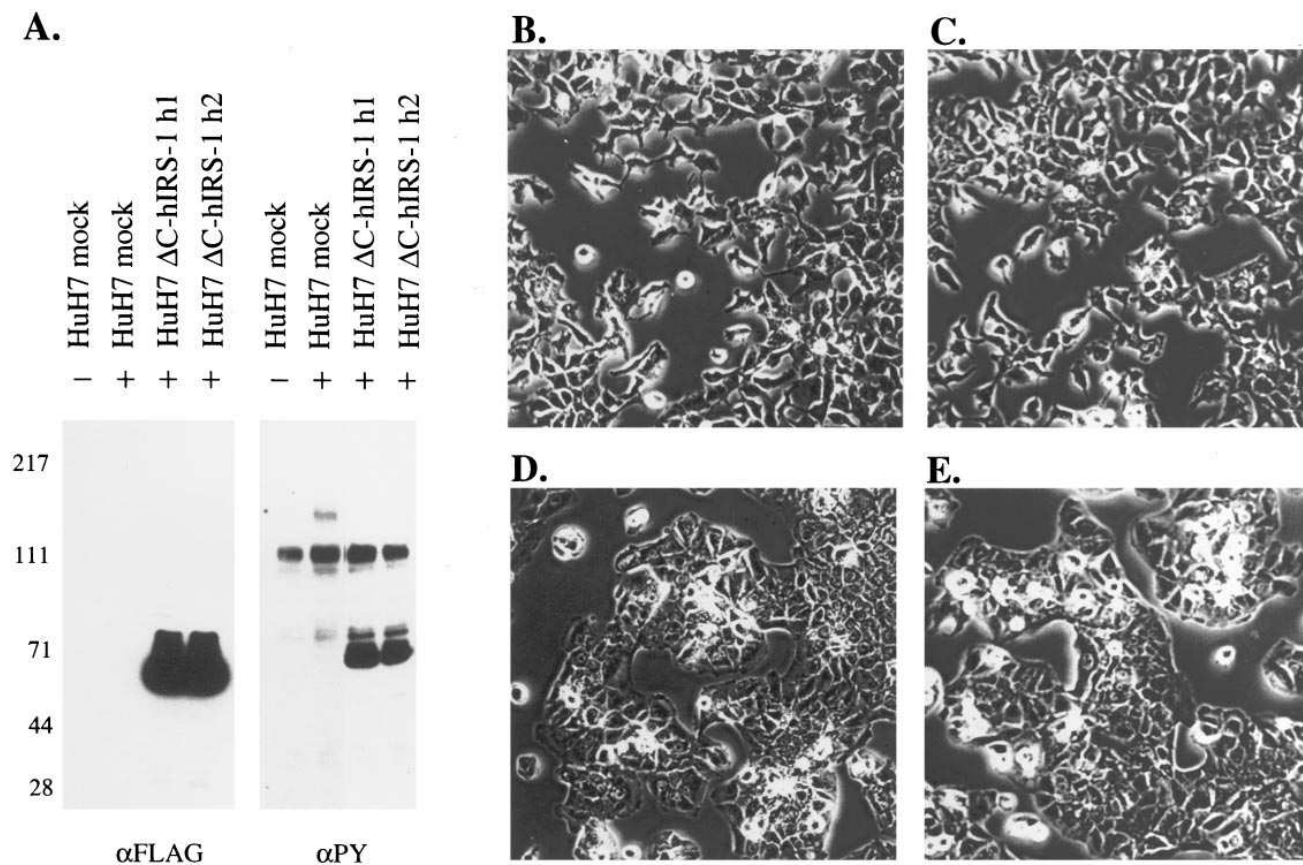 A.
HuH7 mock
HuH7 mock
HuH7 ΔC-hIRS-1 h1
HuH7 ΔC-hIRS-1 h2
HuH7 mock
HuH7 mock
HuH7 ΔC-hIRS-1 h1
HuH7 ΔC-hIRS-1 h2
– + + + – + + +
217
111
71
44
28
αFLAG αPY
B.
C.
D.
E.